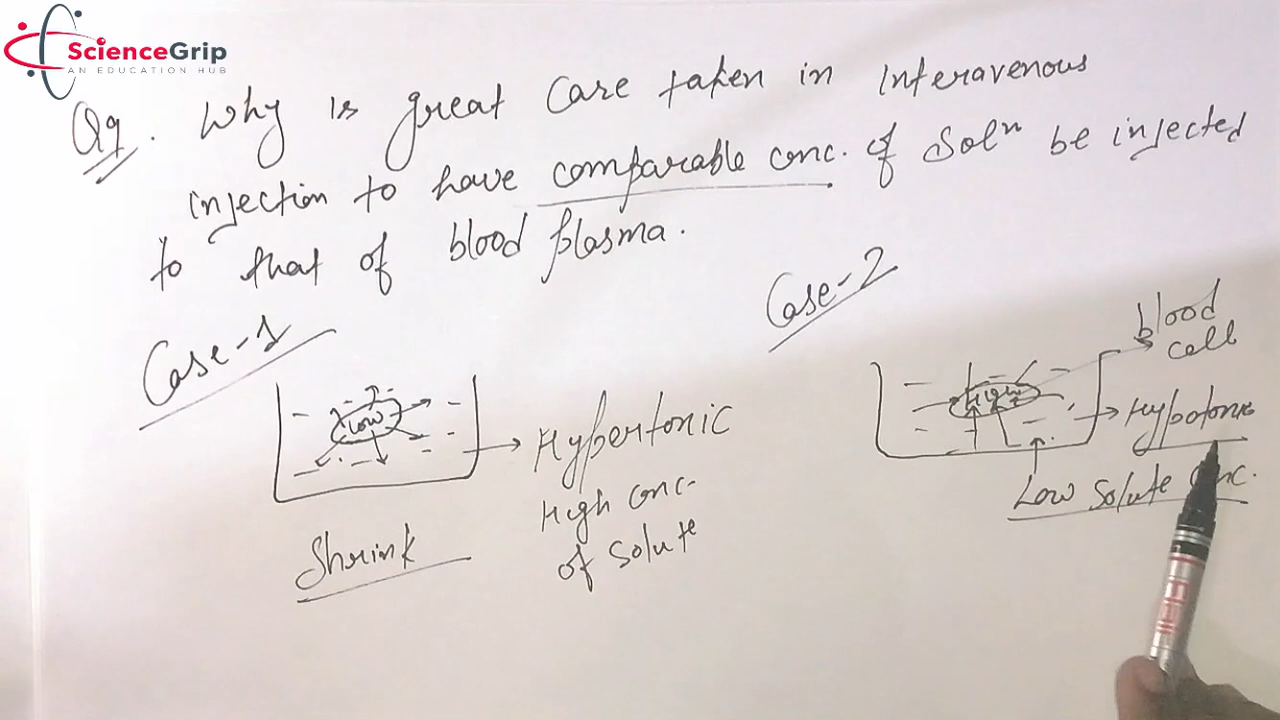 ScienceGrip
AN EDUCATION HUB
Q9. Why is great care taken in interavenous
injection to have comparable conc. of Solⁿ be injected
to that of blood plasma.
Case-1
Case-2
blood
cell
Low
High
Hypertonic
Hypotonic
High conc.
of solute
Low solute conc.
Shrink